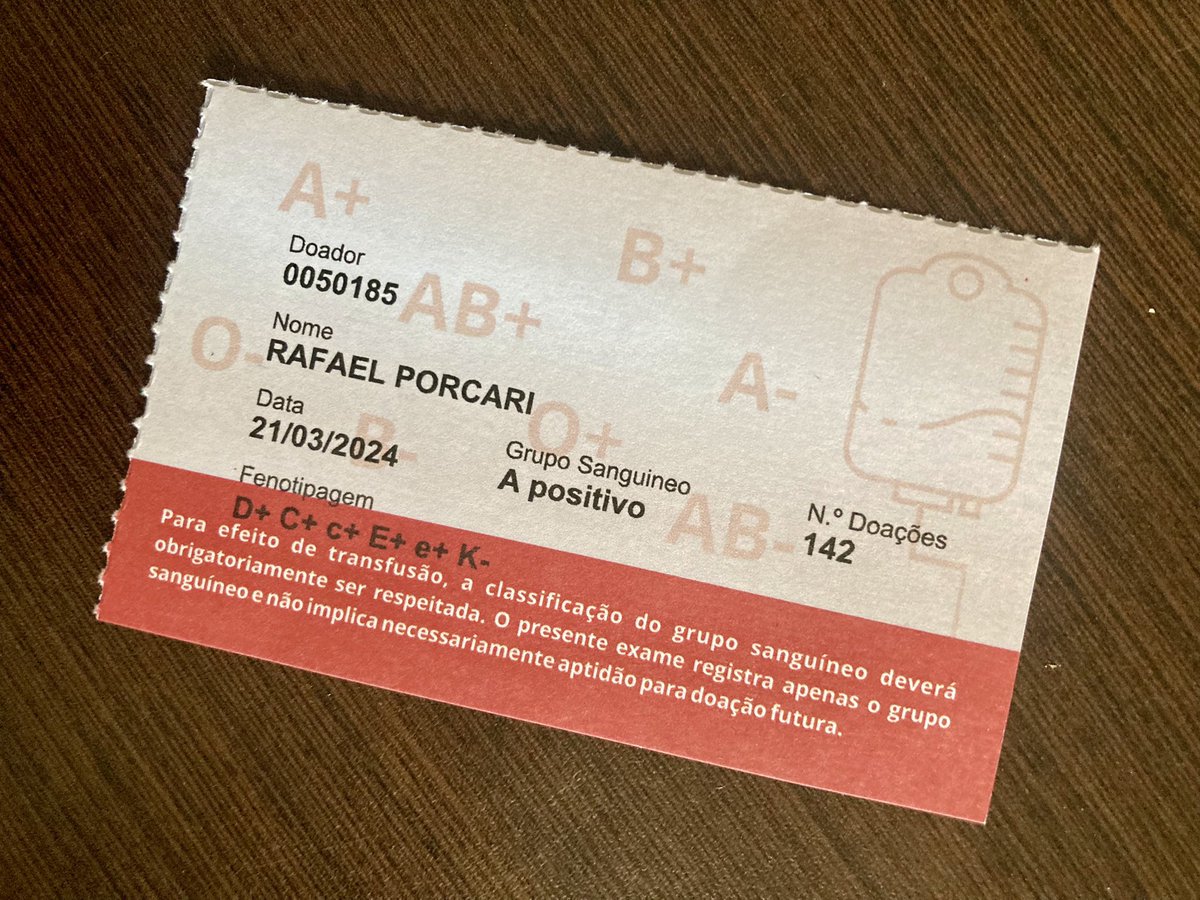 A+
B+
Doador
0050185
AB+
Nome
RAFAEL PORCARI
O-
A-
Data
21/03/2024
B-
O+
Grupo Sanguineo
A positivo
AB-
N.º Doações
142
Fenotipagem
D+ C+ c+ E+ e+ K-
Para efeito de transfusão, a classificação do grupo sanguíneo deverá
obrigatoriamente ser respeitada. O presente exame registra apenas o grupo
sanguíneo e não implica necessariamente aptidão para doação futura.